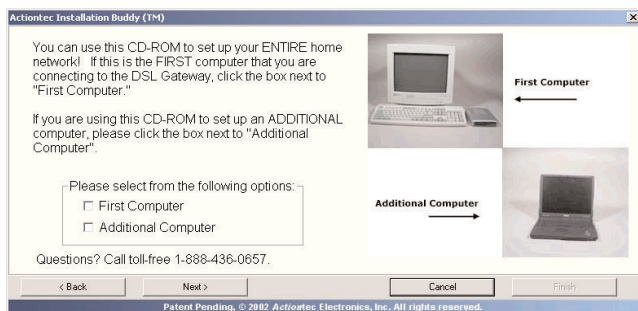 Actiontec Installation Buddy (TM)
You can use this CD-ROM to set up your ENTIRE home
network! If this is the FIRST computer that you are
connecting to the DSL Gateway, click the box next to
"First Computer."
If you are using this CD-ROM to set up an ADDITIONAL
computer, please click the box next to "Additional
Computer".
Please select from the following options:
First Computer
Additional Computer
Questions? Call toll-free 1-888-436-0657.
First Computer
Additional Computer
< Back
Next >
Cancel
Finish
Patent Pending, © 2002 Actiontec Electronics, Inc. All rights reserved.